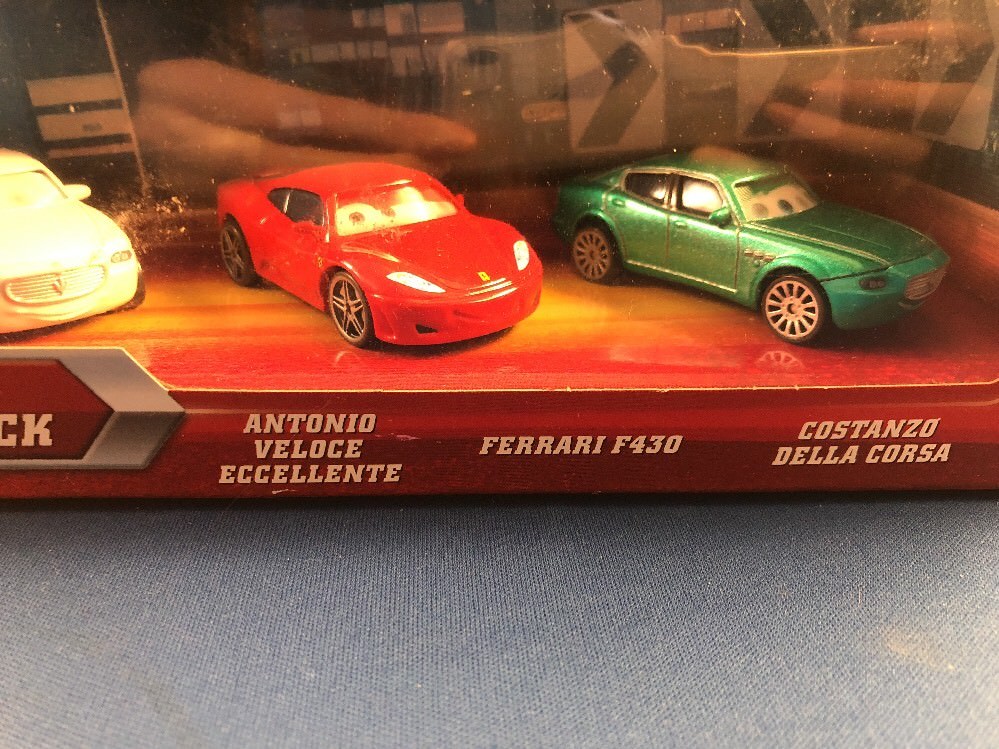 CK
ANTONIO
VELOCE
ECCELLENTE
FERRARI F430
COSTANZO
DELLA CORSA